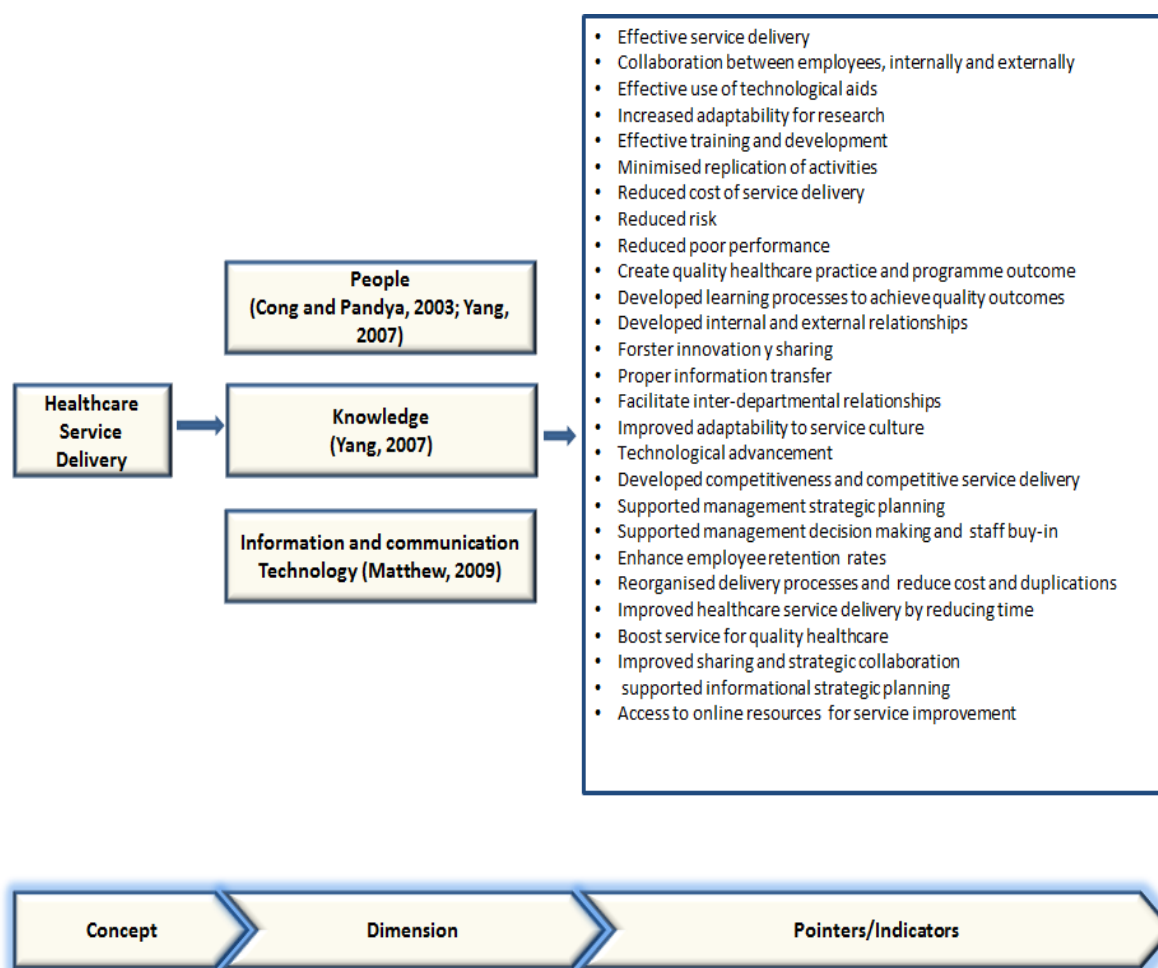 Healthcare
Service
Delivery
People
(Cong and Pandya, 2003; Yang,
2007)
Knowledge
(Yang, 2007)
Information and communication
Technology (Matthew, 2009)
• Effective service delivery
• Collaboration between employees, internally and externally
• Effective use of technological aids
• Increased adaptability for research
• Effective training and development
• Minimised replication of activities
• Reduced cost of service delivery
• Reduced risk
• Reduced poor performance
• Create quality healthcare practice and programme outcome
• Developed learning processes to achieve quality outcomes
• Developed internal and external relationships
• Forster innovation y sharing
• Proper information transfer
• Facilitate inter-departmental relationships
• Improved adaptability to service culture
• Technological advancement
• Developed competitiveness and competitive service delivery
• Supported management strategic planning
• Supported management decision making and staff buy-in
• Enhance employee retention rates
• Reorganised delivery processes and reduce cost and duplications
• Improved healthcare service delivery by reducing time
• Boost service for quality healthcare
• Improved sharing and strategic collaboration
• supported informational strategic planning
• Access to online resources for service improvement
Concept
Dimension
Pointers/Indicators